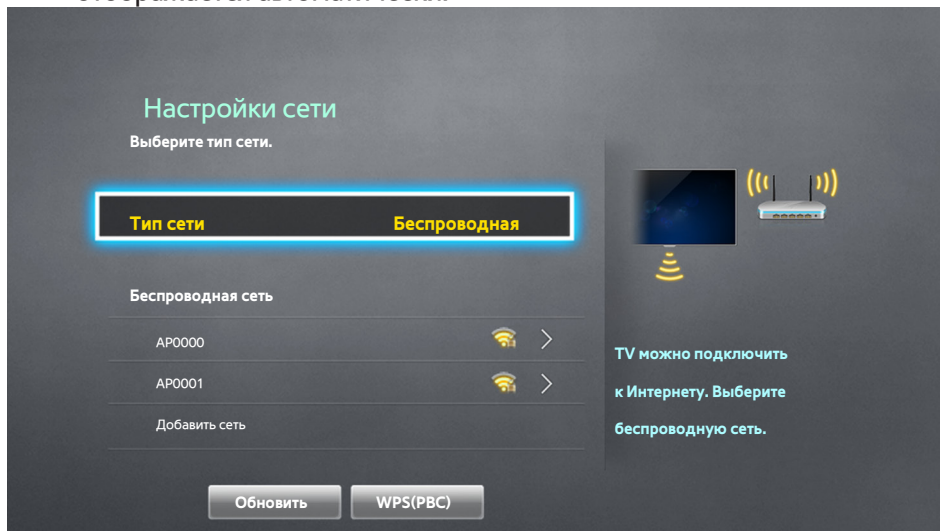 Настройки сети
Выберите тип сети.
Тип сети Беспроводная
Беспроводная сеть
AP0000
AP0001
Добавить сеть
TV можно подключить
к Интернету. Выберите
беспроводную сеть.
Обновить WPS(PBC)